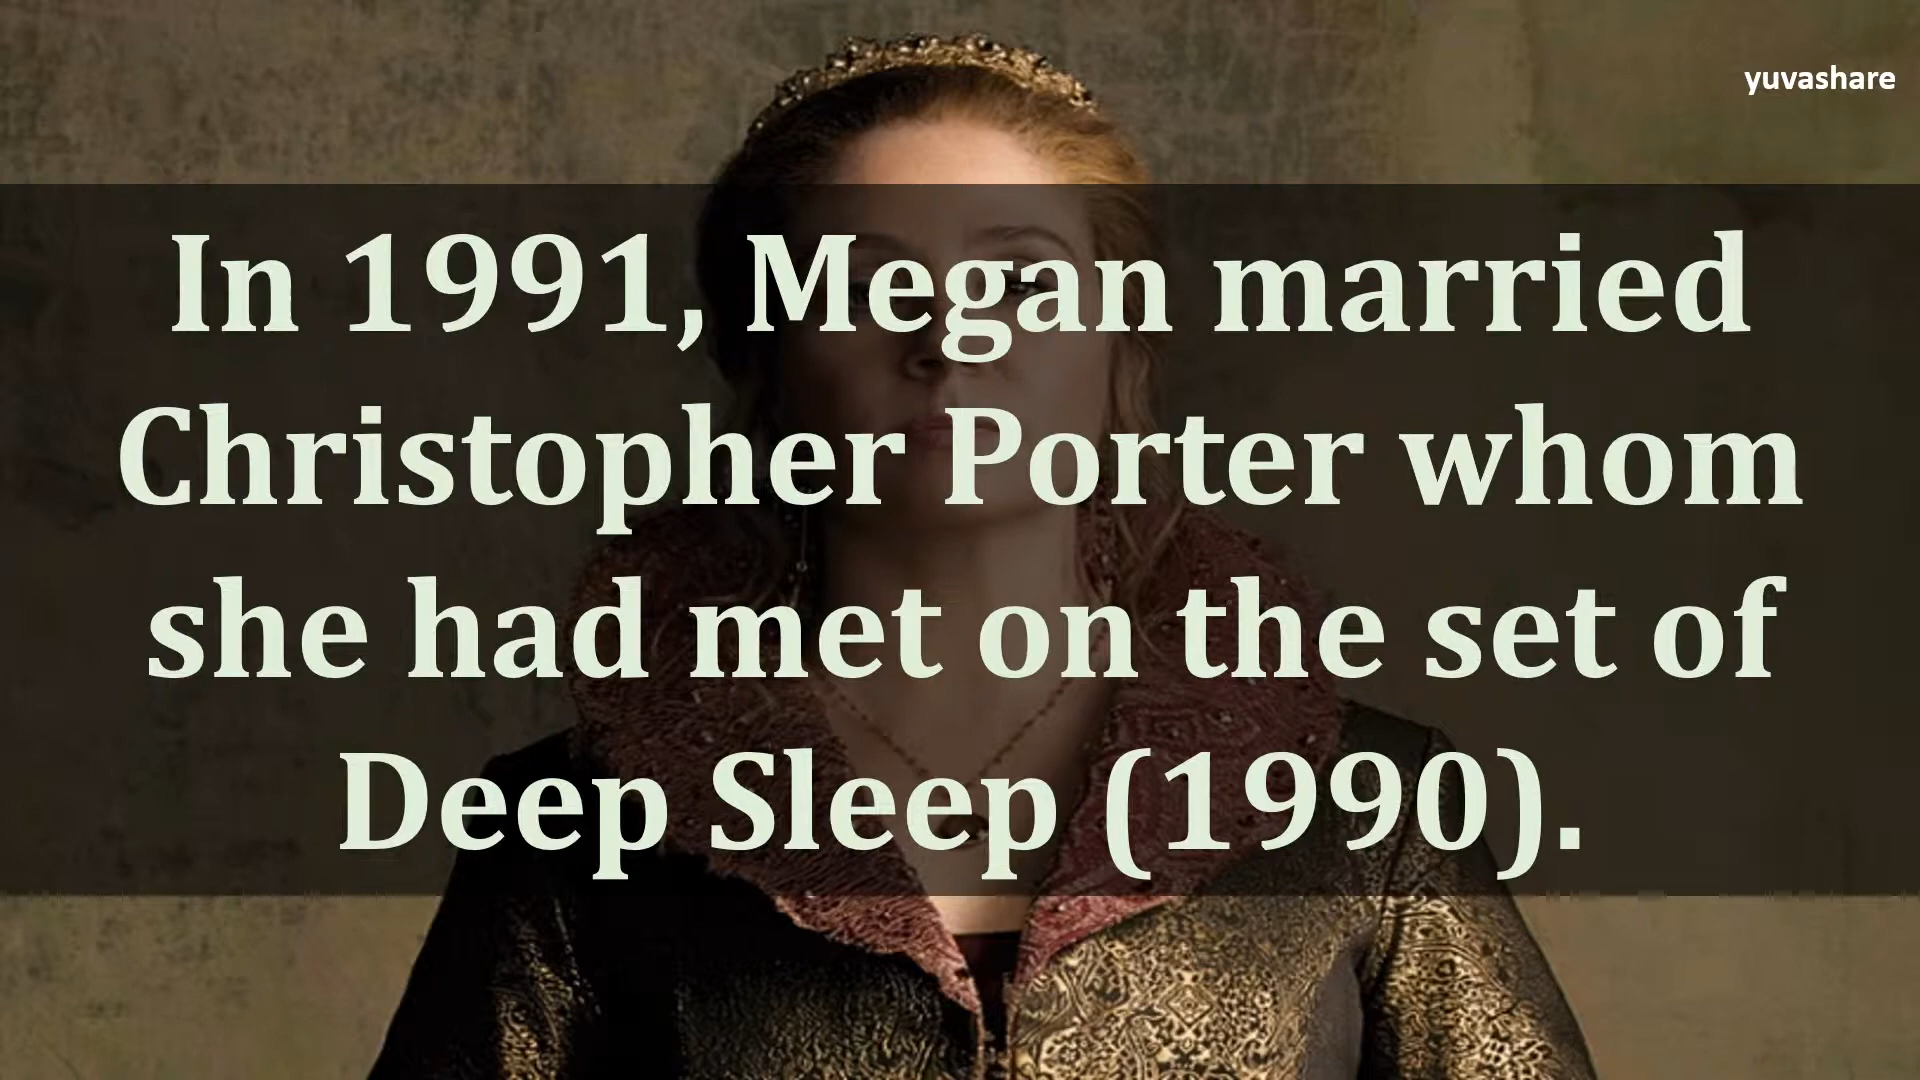 yuvashare
In 1991, Megan married
Christopher Porter whom
she had met on the set of
Deep Sleep (1990).